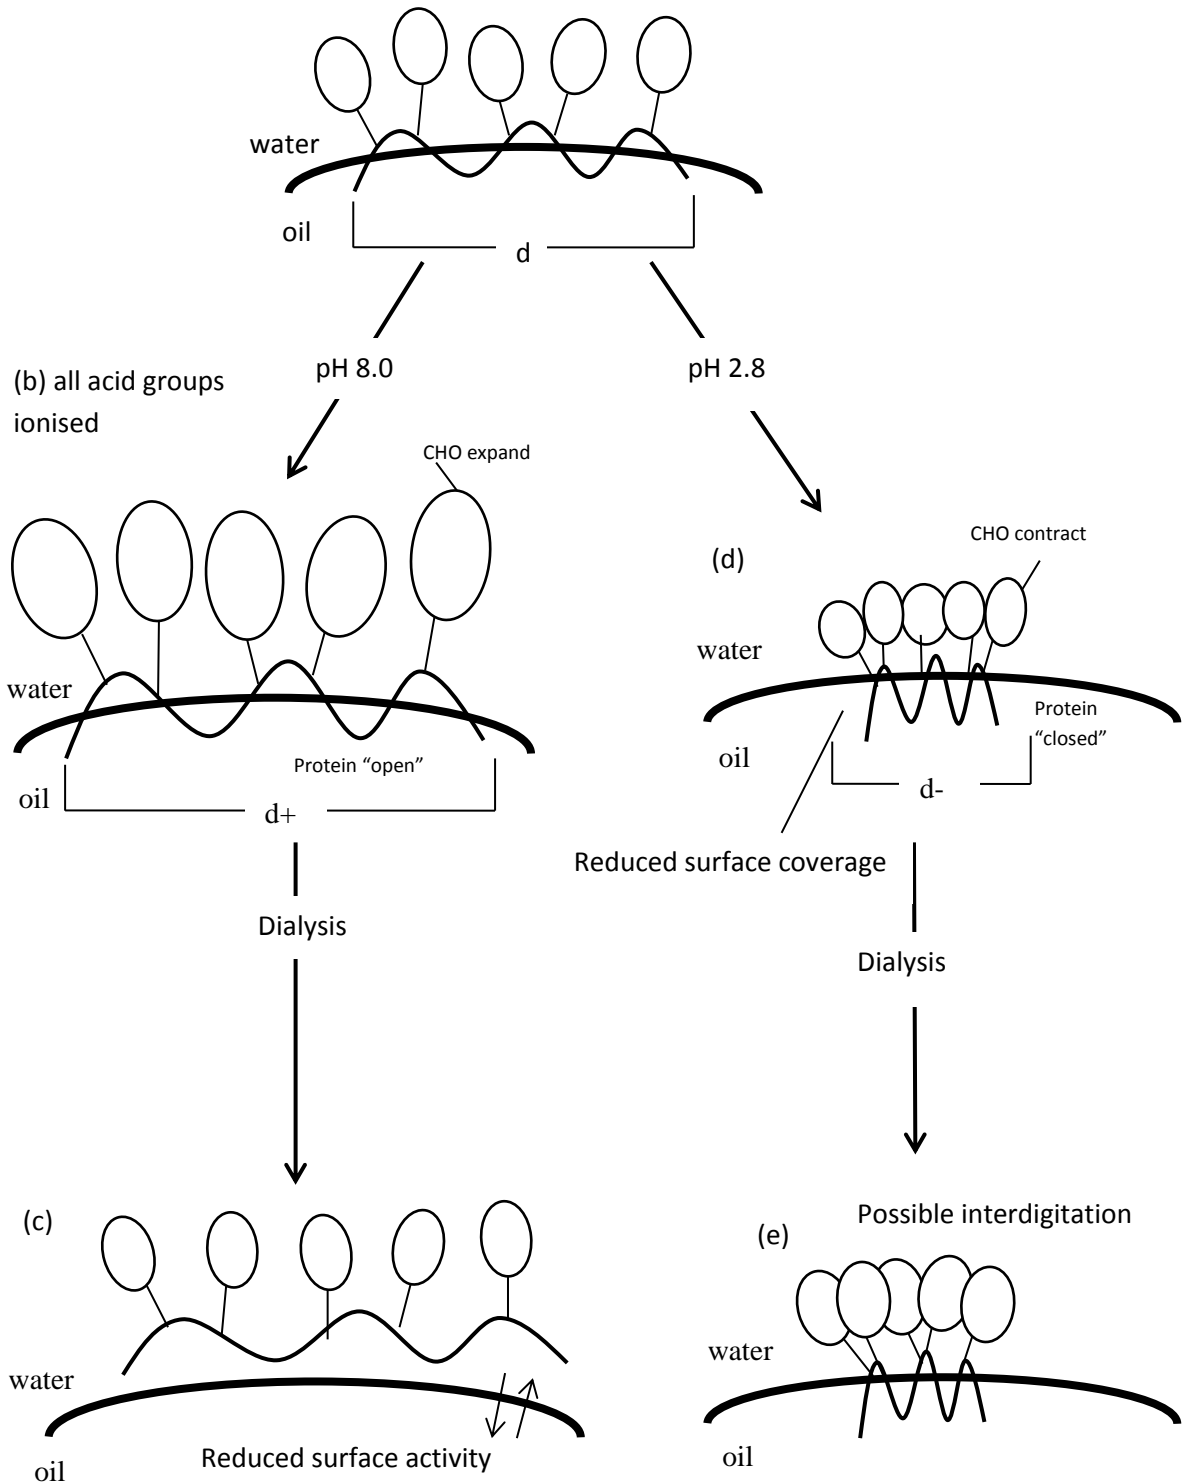 water
oil
d
pH 8.0
pH 2.8
(b) all acid groups
ionised
CHO expand
water
Protein “open”
oil
d+
(d)
CHO contract
water
Protein
“closed”
oil
d-
Reduced surface coverage
Dialysis
Dialysis
(c)
water
Reduced surface activity
oil
Possible interdigitation
(e)
water
oil